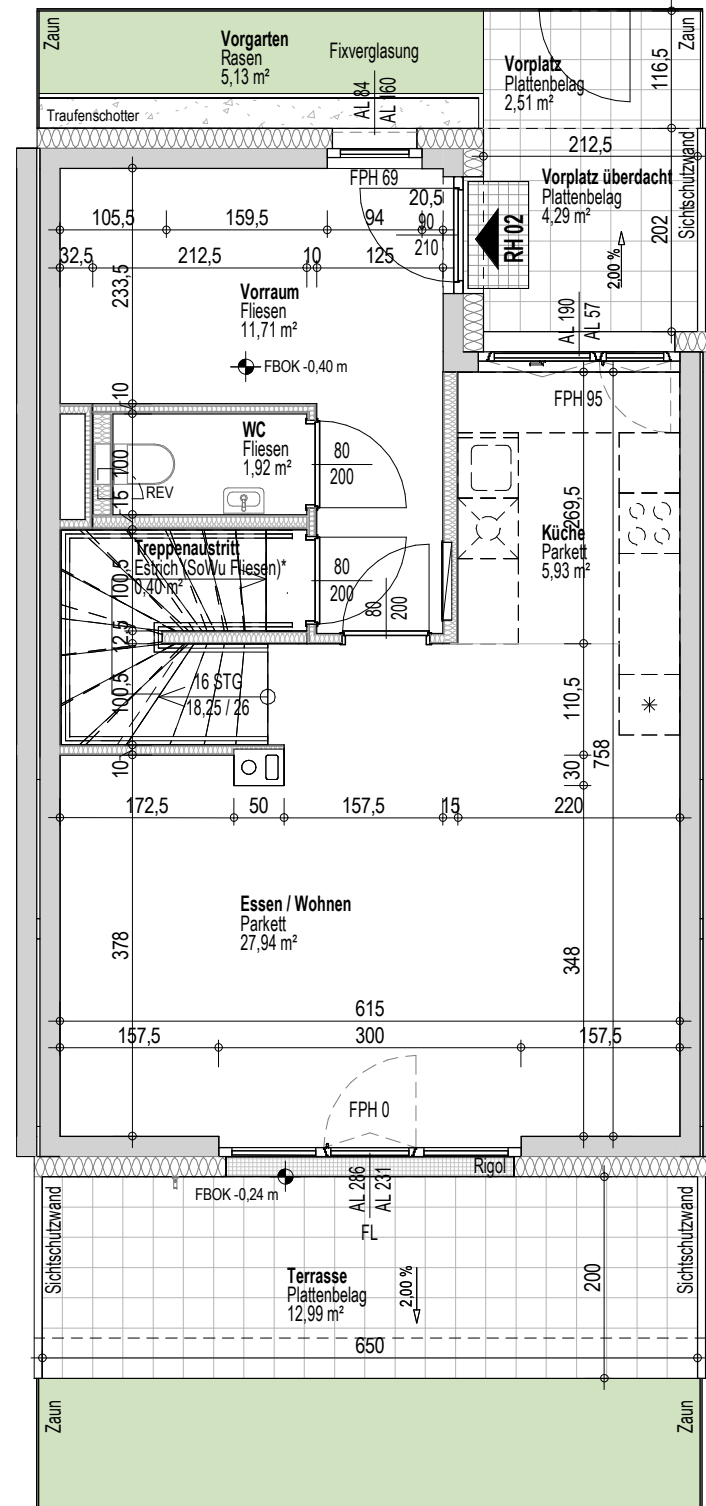 Zaun
Vorgarten
Rasen
5,13 m²
Fixverglasung
Zaun
Vorplatz
Plattenbelag
2,51 m²
116,5
Traufenschotter
AL 84
AL 160
212,5
Sichtschutzwand
FPH 69
Vorplatz überdacht
Plattenbelag
4,29 m²
202
105,5
159,5
94
20,5
90
210
RH 02
2,00 %
32,5
212,5
10
125
233,5
Vorraum
Fliesen
11,71 m²
AL 190
AL 57
FBOK -0,40 m
FPH 95
10
WC
Fliesen
1,92 m²
80
200
100
REV
15
269,5
Küche
Parkett
5,93 m²
Treppenaustritt
Estrich (SoWu Fliesen)*
0,40 m²
100,5
80
200
80
200
12,5
16 STG
18,25 / 26
100,5
110,5
758
10
30
172,5
50
157,5
15
220
Essen / Wohnen
Parkett
27,94 m²
378
348
615
157,5
300
157,5
FPH 0
Rigol
FBOK -0,24 m
AL 286
AL 231
FL
Sichtschutzwand
Sichtschutzwand
Terrasse
Plattenbelag
12,99 m²
2,00 %
200
650
Zaun
Zaun